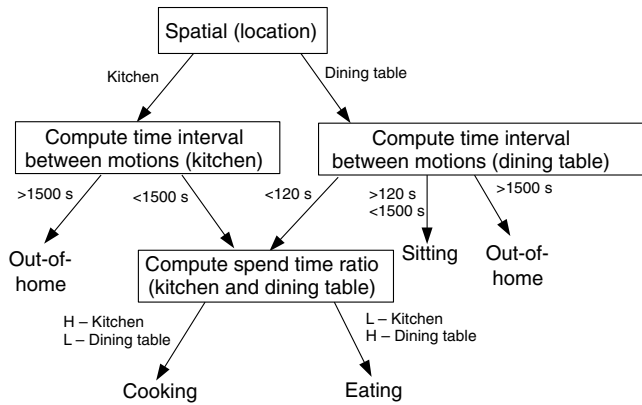 Spatial (location)
Kitchen
Dining table
Compute time interval
between motions (kitchen)
Compute time interval
between motions (dining table)
>1500 s
<1500 s
<120 s
>120 s
<1500 s
>1500 s
Out-of-
home
Compute spend time ratio
(kitchen and dining table)
Sitting
Out-of-
home
H – Kitchen
L – Dining table
L – Kitchen
H – Dining table
Cooking
Eating